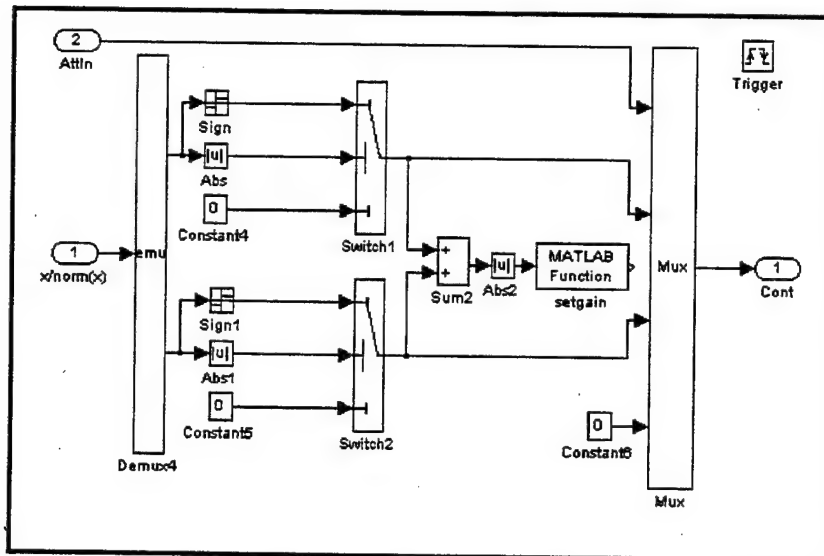 2
AttIn
Trigger
Sign
|u|
Abs
0
Constant4
Switch1
1
x/norm(x)
emu
+
+
Sum2
|u|
Abs2
MATLAB
Function
setgain
Mux
1
Cont
Sign1
|u|
Abs1
0
Constant5
Switch2
0
Constant6
Demux4
Mux